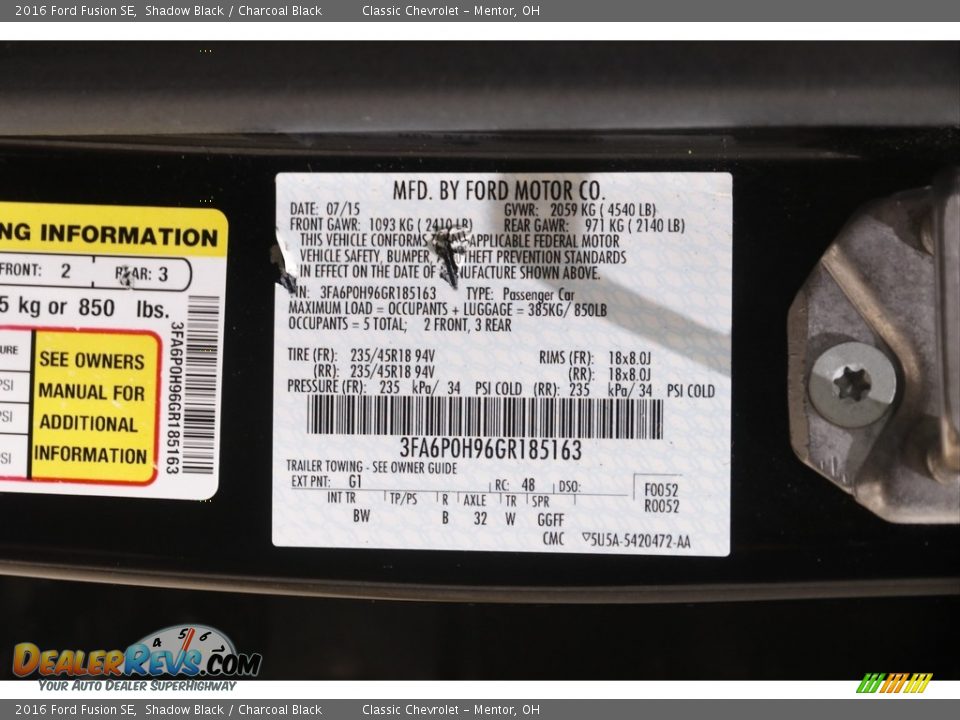 2016 Ford Fusion SE, Shadow Black / Charcoal Black Classic Chevrolet – Mentor, OH
NG INFORMATION
FRONT: 2 REAR: 3
5 kg or 850 lbs.
SEE OWNERS
MANUAL FOR
ADDITIONAL
INFORMATION
PSI
PSI
PSI
3FA6P0H96GR185163
MFD. BY FORD MOTOR CO.
DATE: 07/15 GVWR: 2059 KG ( 4540 LB)
FRONT GAWR: 1093 KG ( 2410 LB) REAR GAWR: 971 KG ( 2140 LB)
THIS VEHICLE CONFORMS APPLICABLE FEDERAL MOTOR
VEHICLE SAFETY, BUMPER, THEFT PREVENTION STANDARDS
IN EFFECT ON THE DATE OF MANUFACTURE SHOWN ABOVE.
VIN: 3FA6P0H96GR185163 TYPE: Passenger Car
MAXIMUM LOAD = OCCUPANTS + LUGGAGE = 385KG/ 850LB
OCCUPANTS = 5 TOTAL; 2 FRONT, 3 REAR
TIRE (FR): 235/45R18 94V RIMS (FR): 18x8.0J
(RR): 235/45R18 94V (RR): 18x8.0J
PRESSURE (FR): 235 kPa/ 34 PSI COLD (RR): 235 kPa/ 34 PSI COLD
3FA6P0H96GR185163
TRAILER TOWING - SEE OWNER GUIDE
EXT PNT: G1 RC: 48 DSO: F0052
INT TR TP/PS R AXLE TR SPR R0052
BW B 32 W GGFF
CMC 5U5A-5420472-AA
4 5 6
DEALERREVS.COM
YOUR AUTO DEALER SUPERHIGHWAY
2016 Ford Fusion SE, Shadow Black / Charcoal Black Classic Chevrolet – Mentor, OH